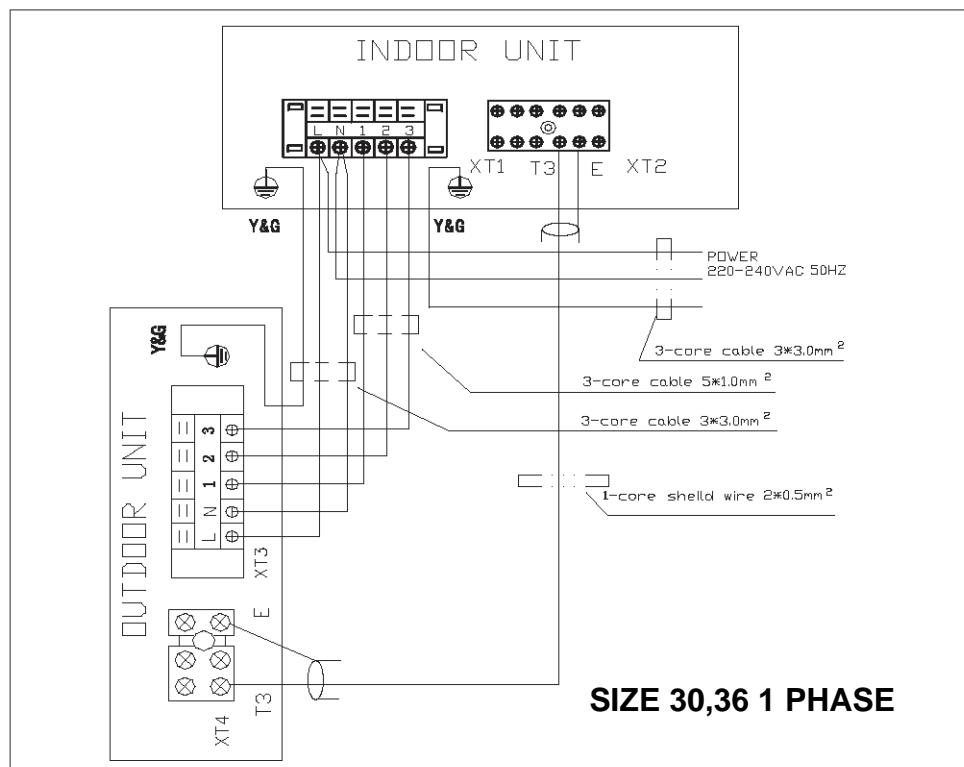 INDOOR UNIT
L N 1 2 3
XT1 T3 E XT2
Y&G Y&G
POWER
220-240VAC 50HZ
Y&G
3-core cable 3*3.0mm²
3-core cable 5*1.0mm²
3-core cable 3*3.0mm²
1-core sheild wire 2*0.5mm²
OUTDOOR UNIT
3
2
1
N
L
XT3
E
T3
XT4
SIZE 30,36 1 PHASE